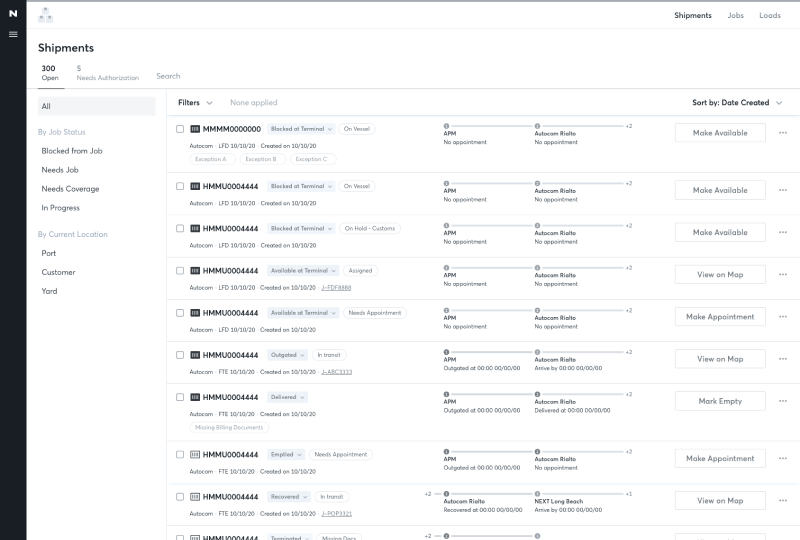 N
Shipments Jobs Loads
Shipments
300 5 Search
Open Needs Authorization
All
By Job Status
Blocked from Job
Needs Job
Needs Coverage
In Progress
By Current Location
Port
Customer
Yard
Filters None applied Sort by: Date Created
MMMM0000000 Blocked at Terminal On Vessel
Autocam · LFD 10/10/20 · Created on 10/10/20
Exception A Exception B Exception C
APM Autocom Rialto +2
No appointment No appointment
Make Available
HMMU0004444 Blocked at Terminal On Vessel
Autocam · LFD 10/10/20 · Created on 10/10/20
APM Autocom Rialto +2
No appointment No appointment
Make Available
HMMU0004444 Blocked at Terminal On Hold - Customs
Autocam · LFD 10/10/20 · Created on 10/10/20
APM Autocom Rialto +2
No appointment No appointment
Make Available
HMMU0004444 Available at Terminal Assigned
Autocam · LFD 10/10/20 · Created on 10/10/20 · J-FDF8888
APM Autocom Rialto +2
No appointment No appointment
View on Map
HMMU0004444 Available at Terminal Needs Appointment
Autocam · LFD 10/10/20 · Created on 10/10/20
APM Autocom Rialto +2
No appointment No appointment
Make Appointment
HMMU0004444 Outgated In transit
Autocam · FTE 10/10/20 · Created on 10/10/20 · J-ABC3333
APM Autocom Rialto +2
Outgated at 00:00 00/00/00 Arrive by 00:00 00/00/00
View on Map
HMMU0004444 Delivered
Autocam · FTE 10/10/20 · Created on 10/10/20
Missing Billing Documents
APM Autocom Rialto +2
Outgated at 00:00 00/00/00 Delivered at 00:00 00/00/00
Mark Empty
HMMU0004444 Emptied Needs Appointment
Autocam · FTE 10/10/20 · Created on 10/10/20
APM Autocom Rialto +2
Outgated at 00:00 00/00/00 No appointment
Make Appointment
HMMU0004444 Recovered In transit
Autocam · FTE 10/10/20 · Created on 10/10/20 · J-POP3321
+2 Autocom Rialto NEXT Long Beach +1
Recovered at 00:00 00/00/00 Arrive by 00:00 00/00/00
View on Map
HMMU0004444 Terminated Missing Docs
+2